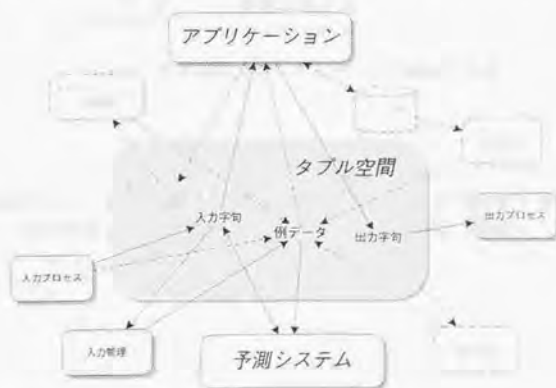 アプリケーション
タプル空間
入力字句
例データ
出力字句
出力プロセス
入力プロセス
入力管理
予測システム